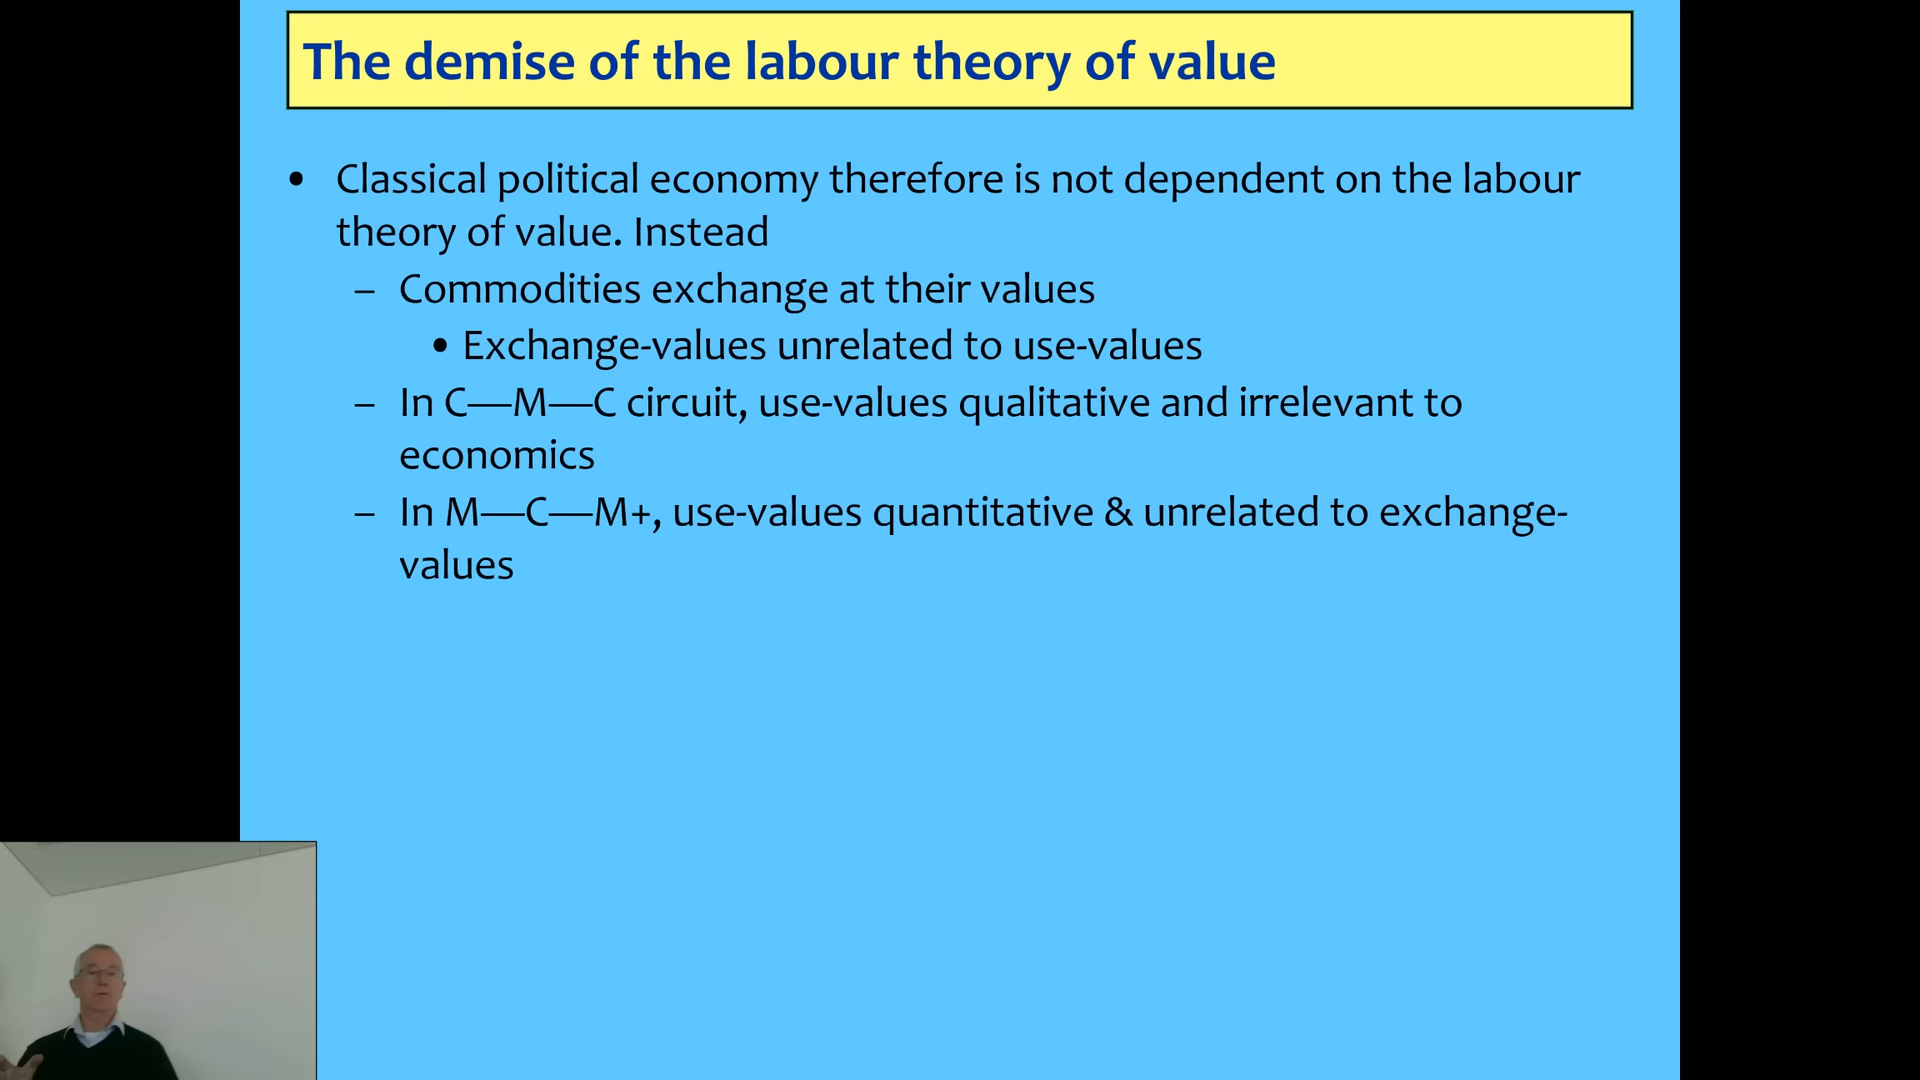 The demise of the labour theory of value
• Classical political economy therefore is not dependent on the labour
theory of value. Instead
– Commodities exchange at their values
• Exchange-values unrelated to use-values
– In C—M—C circuit, use-values qualitative and irrelevant to
economics
– In M—C—M+, use-values quantitative & unrelated to exchange-
values